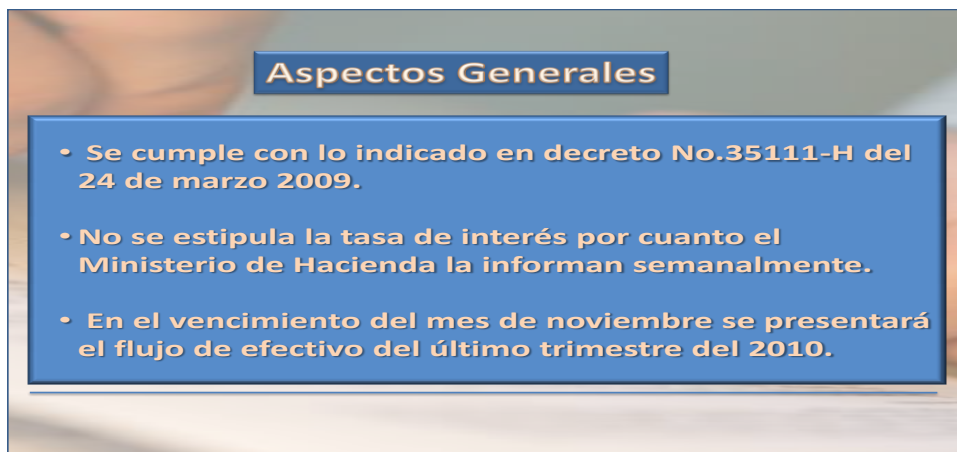 Aspectos Generales
• Se cumple con lo indicado en decreto No.35111-H del
24 de marzo 2009.
• No se estipula la tasa de interés por cuanto el
Ministerio de Hacienda la informan semanalmente.
• En el vencimiento del mes de noviembre se presentará
el flujo de efectivo del último trimestre del 2010.